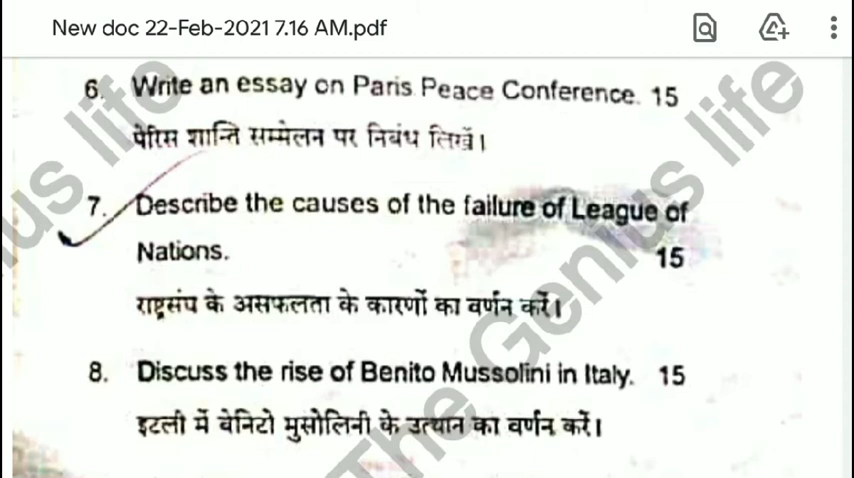 New doc 22-Feb-2021 7.16 AM.pdf
6. Write an essay on Paris Peace Conference. 15
पेरिस शान्ति सम्मेलन पर निबंध लिखें।
7. Describe the causes of the failure of League of
Nations. 15
राष्ट्रसंघ के असफलता के कारणों का वर्णन करें।
8. Discuss the rise of Benito Mussolini in Italy. 15
इटली में बेनिटो मुसोलिनी के उत्थान का वर्णन करें।
us life
The Genius life